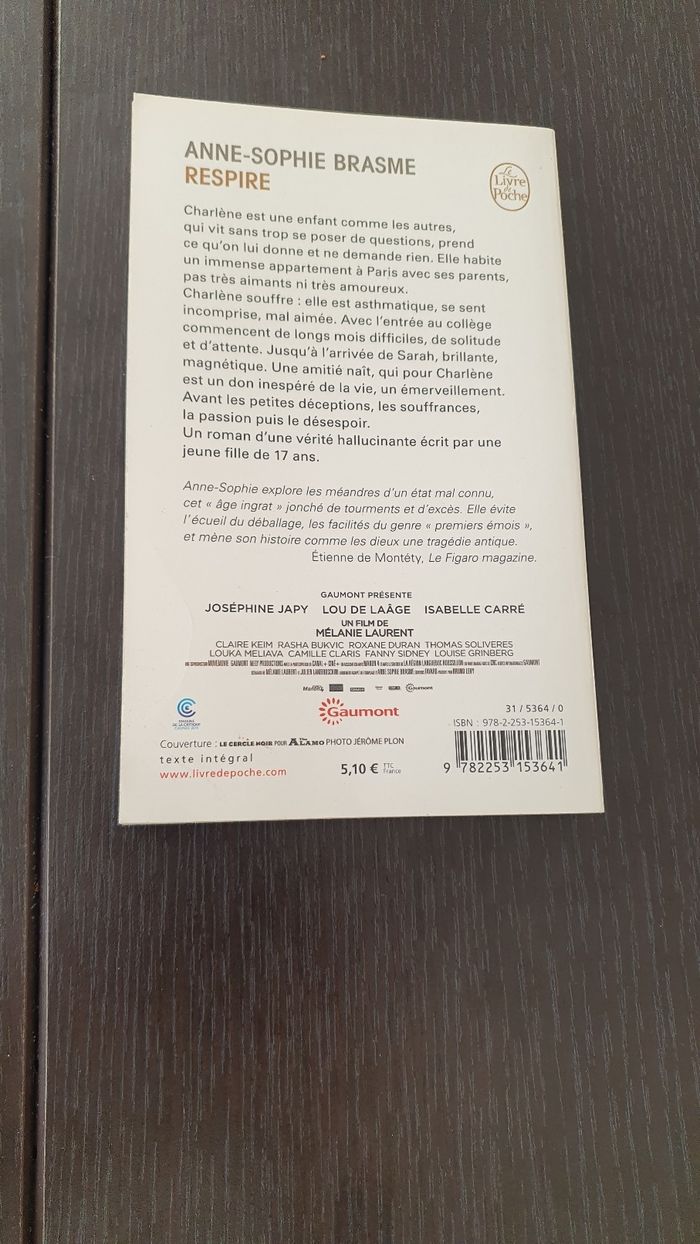 ANNE-SOPHIE BRASME
RESPIRE
Le
Livre
de
Poche
Charlène est une enfant comme les autres,
qui vit sans trop se poser de questions, prend
ce qu'on lui donne et ne demande rien. Elle habite
un immense appartement à Paris avec ses parents,
pas très aimants ni très amoureux.
Charlène souffre : elle est asthmatique, se sent
incomprise, mal aimée. Avec l'entrée au collège
commencent de longs mois difficiles, de solitude
et d'attente. Jusqu'à l'arrivée de Sarah, brillante,
magnétique. Une amitié naît, qui pour Charlène
est un don inespéré de la vie, un émerveillement.
Avant les petites déceptions, les souffrances,
la passion puis le désespoir.
Un roman d'une vérité hallucinante écrit par une
jeune fille de 17 ans.
Anne-Sophie explore les méandres d'un état mal connu,
cet « âge ingrat » jonché de tourments et d'excès. Elle évite
l'écueil du déballage, les facilités du genre « premiers émois »,
et mène son histoire comme les dieux une tragédie antique.
Étienne de Montéty, Le Figaro magazine.
GAUMONT PRÉSENTE
JOSÉPHINE JAPY LOU DE LAÂGE ISABELLE CARRÉ
UN FILM DE
MÉLANIE LAURENT
CLAIRE KEIM RASHA BUKVIC ROXANE DURAN THOMAS SOLIVERES
LOUKA MELIAVA CAMILLE CLARIS FANNY SIDNEY LOUISE GRINBERG
Gaumont
31 / 5364 / 0
ISBN : 978-2-253-15364-1
Couverture : LE CERCLE NOIR POUR ALAMO PHOTO JÉRÔME PLON
texte intégral
www.livredepoche.com
5,10 € TTC
France
9 782253 153641